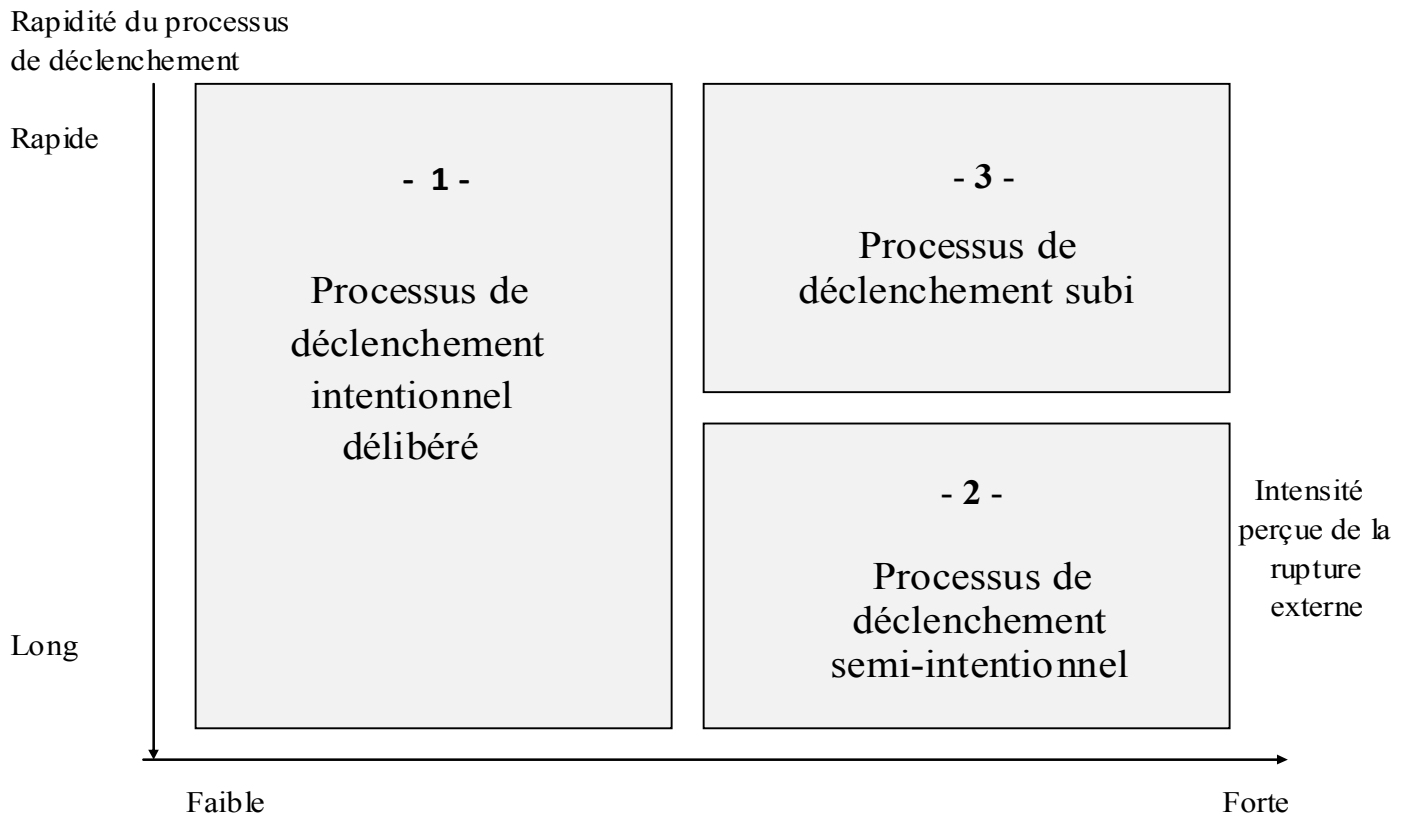 Rapidité du processus
de déclenchement
Rapide
- 1 -
Processus de
déclenchement
intentionnel
délibéré
- 3 -
Processus de
déclenchement subi
- 2 -
Processus de
déclenchement
semi-intentionnel
Intensité
perçue de la
rupture
externe
Long
Faible
Forte